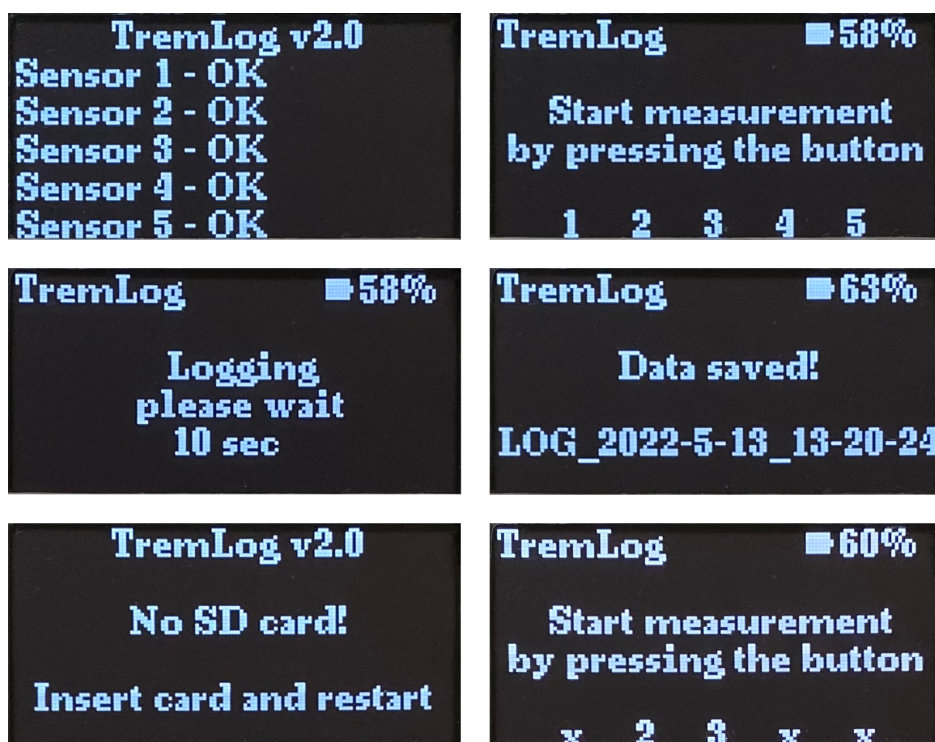 TremLog v2.0
Sensor 1 - OK
Sensor 2 - OK
Sensor 3 - OK
Sensor 4 - OK
Sensor 5 - OK
TremLog 58%
Start measurement
by pressing the button
1 2 3 4 5
TremLog 58%
Logging
please wait
10 sec
TremLog 63%
Data saved!
LOG_2022-5-13_13-20-24
TremLog v2.0
No SD card!
Insert card and restart
TremLog 60%
Start measurement
by pressing the button
x 2 3 x x